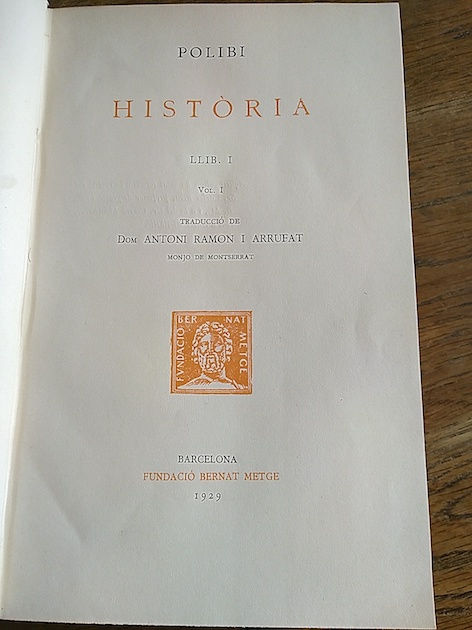 POLIBI
HISTÒRIA
LLIB. I
VOL. I
TRADUCCIÓ DE
DOM ANTONI RAMON I ARRUFAT
MONJO DE MONTSERRAT
FVNDACIO BERNAT METGE
BARCELONA
FUNDACIÓ BERNAT METGE
1929